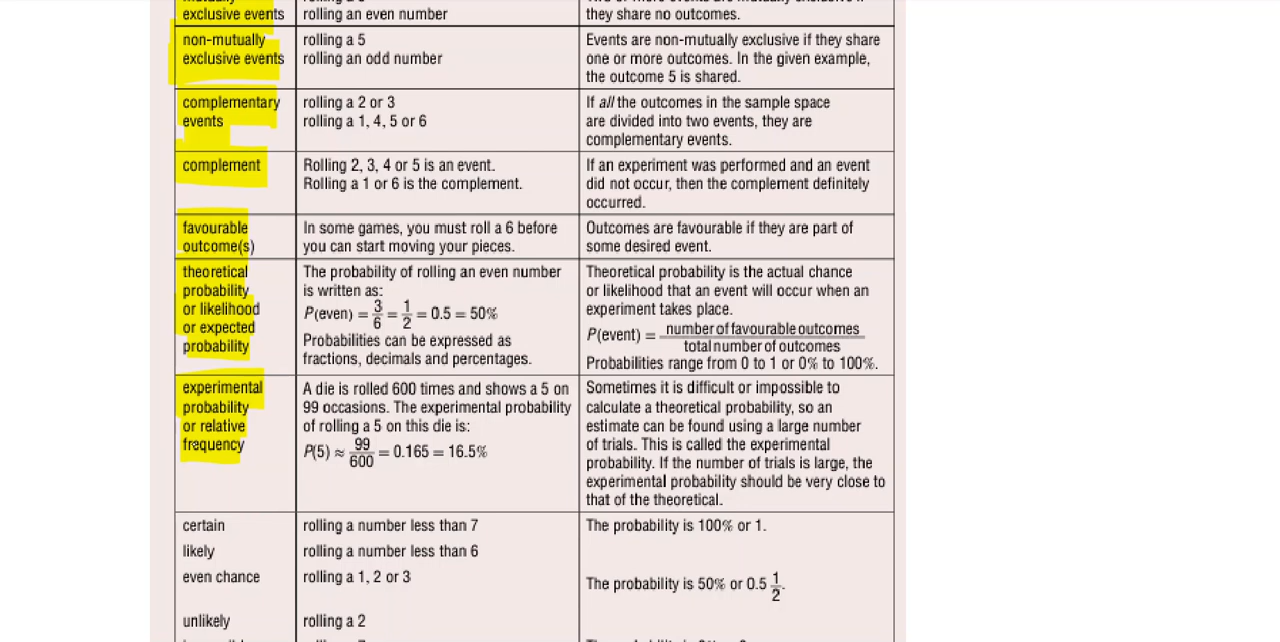 exclusive events
rolling an even number
they share no outcomes.
non-mutually
exclusive events
rolling a 5
rolling an odd number
Events are non-mutually exclusive if they share
one or more outcomes. In the given example,
the outcome 5 is shared.
complementary
events
rolling a 2 or 3
rolling a 1, 4, 5 or 6
If all the outcomes in the sample space
are divided into two events, they are
complementary events.
complement
Rolling 2, 3, 4 or 5 is an event.
Rolling a 1 or 6 is the complement.
If an experiment was performed and an event
did not occur, then the complement definitely
occurred.
favourable
outcome(s)
In some games, you must roll a 6 before
you can start moving your pieces.
Outcomes are favourable if they are part of
some desired event.
theoretical
probability
or likelihood
or expected
probability
The probability of rolling an even number
is written as:
P(even) = 3/6 = 1/2 = 0.5 = 50%
Probabilities can be expressed as
fractions, decimals and percentages.
Theoretical probability is the actual chance
or likelihood that an event will occur when an
experiment takes place.
P(event) = number of favourable outcomes / total number of outcomes
Probabilities range from 0 to 1 or 0% to 100%.
experimental
probability
or relative
frequency
A die is rolled 600 times and shows a 5 on
99 occasions. The experimental probability
of rolling a 5 on this die is:
P(5) ≈ 99/600 = 0.165 = 16.5%
Sometimes it is difficult or impossible to
calculate a theoretical probability, so an
estimate can be found using a large number
of trials. This is called the experimental
probability. If the number of trials is large, the
experimental probability should be very close to
that of the theoretical.
certain
rolling a number less than 7
The probability is 100% or 1.
likely
rolling a number less than 6
even chance
rolling a 1, 2 or 3
The probability is 50% or 0.5 1/2.
unlikely
rolling a 2